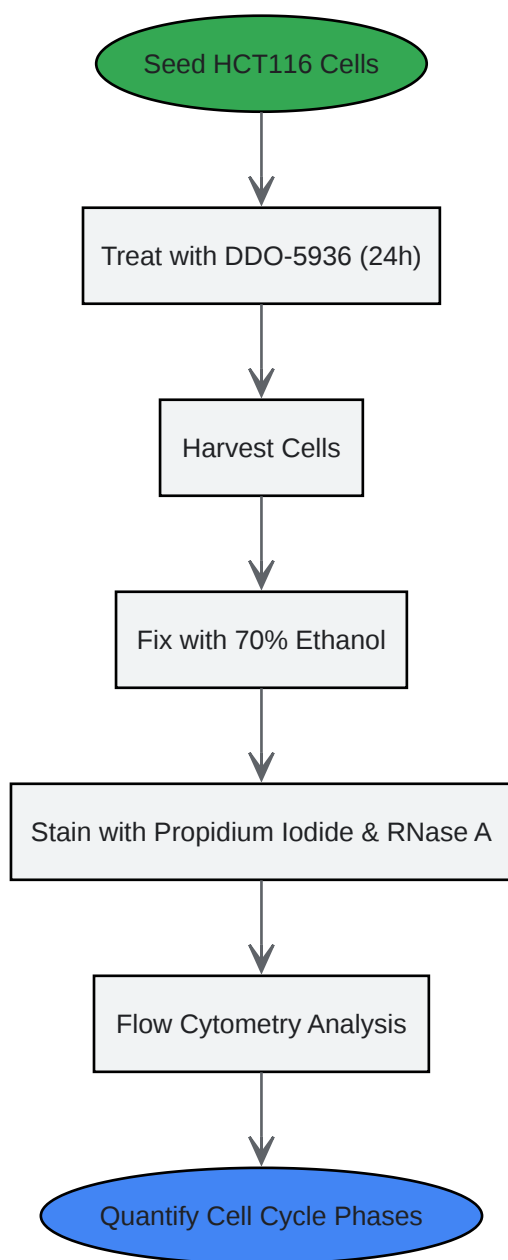 Seed HCT116 Cells
Treat with DDO-5936 (24h)
Harvest Cells
Fix with 70% Ethanol
Stain with Propidium Iodide & RNase A
Flow Cytometry Analysis
Quantify Cell Cycle Phases